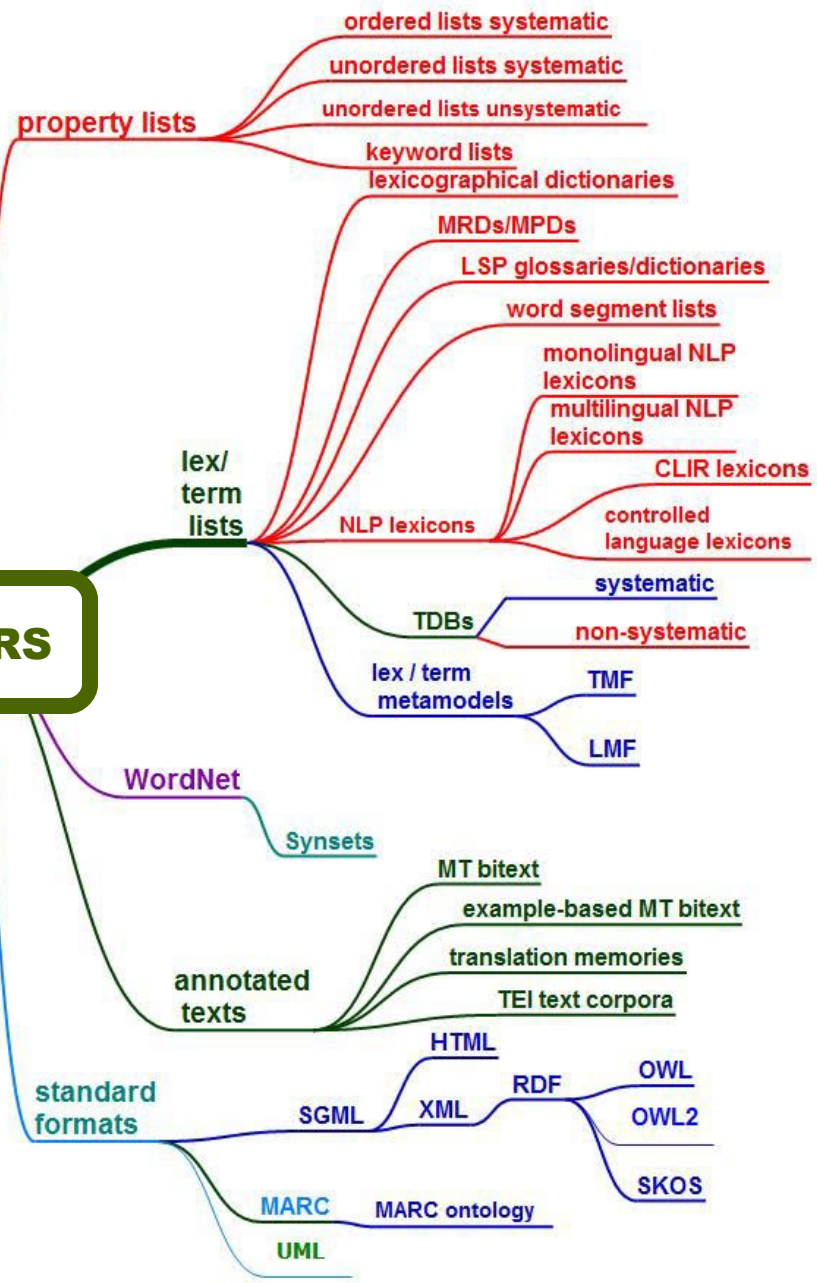 ordered lists systematic
unordered lists systematic
unordered lists unsystematic
property lists
keyword lists
lexicographical dictionaries
MRDs/MPDs
LSP glossaries/dictionaries
word segment lists
monolingual NLP
lexicons
multilingual NLP
lexicons
CLIR lexicons
controlled
language lexicons
NLP lexicons
lex/
term
lists
systematic
TDBs
non-systematic
lex / term
metamodels
TMF
LMF
RS
WordNet
Synsets
MT bitext
example-based MT bitext
translation memories
TEI text corpora
annotated
texts
HTML
OWL
RDF
XML
OWL2
SGML
SKOS
standard
formats
MARC
MARC ontology
UML